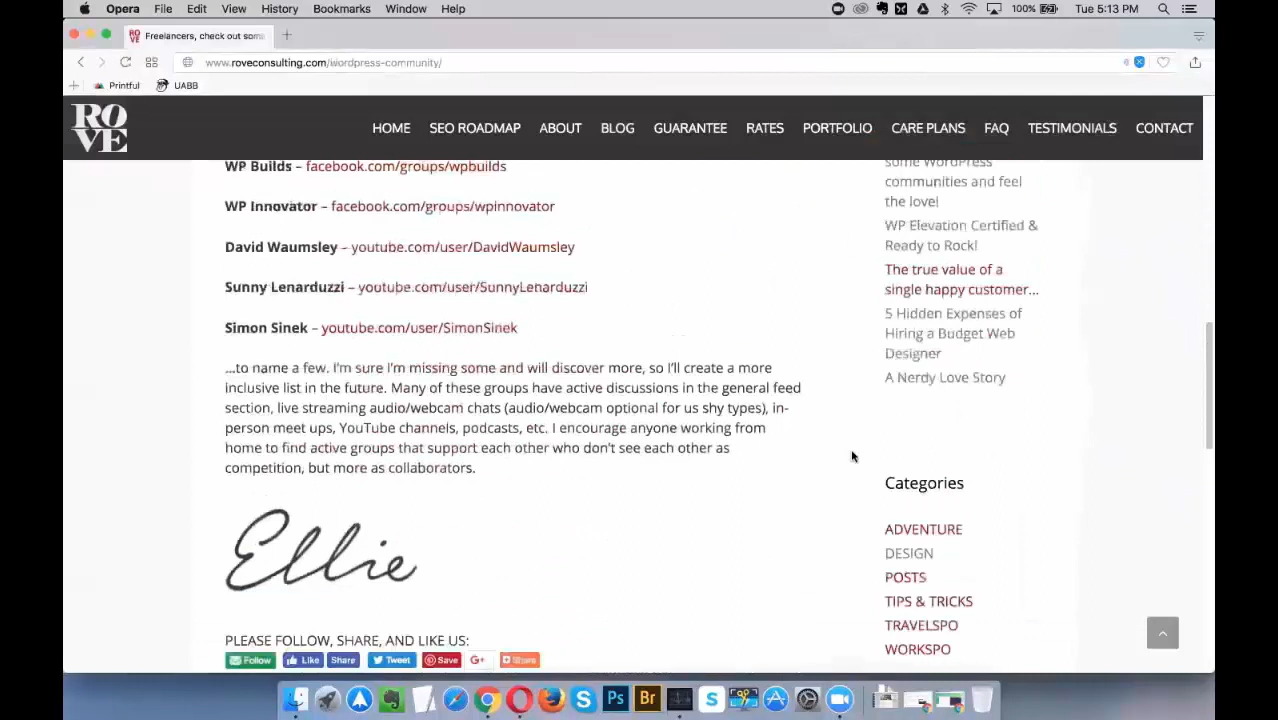 Opera File Edit View History Bookmarks Window Help 100% Tue 5:13 PM
Freelancers, check out som
www.roveconsulting.com/wordpress-community/
Printful UABB
RO
VE
HOME SEO ROADMAP ABOUT BLOG GUARANTEE RATES PORTFOLIO CARE PLANS FAQ TESTIMONIALS CONTACT
WP Builds – facebook.com/groups/wpbuilds
WP Innovator – facebook.com/groups/wpinnovator
David Waumsley – youtube.com/user/DavidWaumsley
Sunny Lenarduzzi – youtube.com/user/SunnyLenarduzzi
Simon Sinek – youtube.com/user/SimonSinek
...to name a few. I'm sure I'm missing some and will discover more, so I'll create a more
inclusive list in the future. Many of these groups have active discussions in the general feed
section, live streaming audio/webcam chats (audio/webcam optional for us shy types), in-
person meet ups, YouTube channels, podcasts, etc. I encourage anyone working from
home to find active groups that support each other who don't see each other as
competition, but more as collaborators.
Ellie
PLEASE FOLLOW, SHARE, AND LIKE US:
Follow Like Share Tweet Save G+ Share
some WordPress
communities and feel
the love!
WP Elevation Certified &
Ready to Rock!
The true value of a
single happy customer...
5 Hidden Expenses of
Hiring a Budget Web
Designer
A Nerdy Love Story
Categories
ADVENTURE
DESIGN
POSTS
TIPS & TRICKS
TRAVELSPO
WORKSPO
Ps Br S